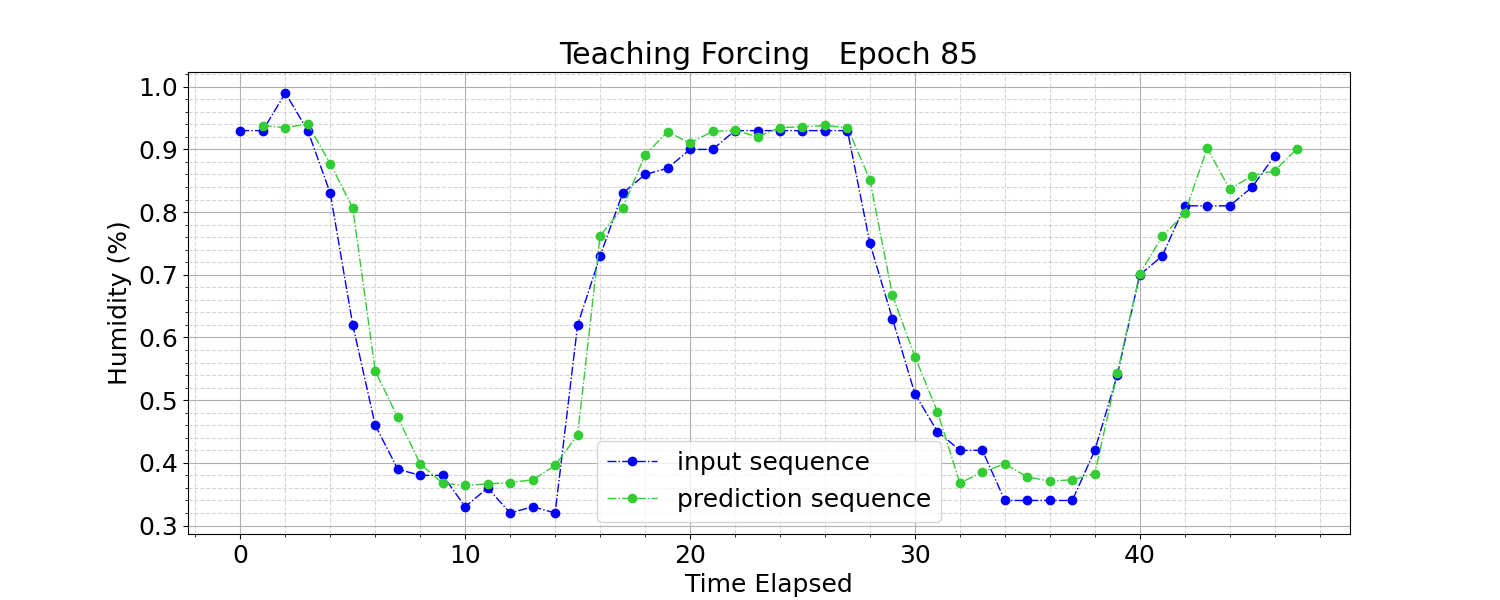 Teaching Forcing   Epoch 85
Humidity (%)
1.0
0.9
0.8
0.7
0.6
0.5
0.4
0.3
input sequence
prediction sequence
0 10 20 30 40
Time Elapsed